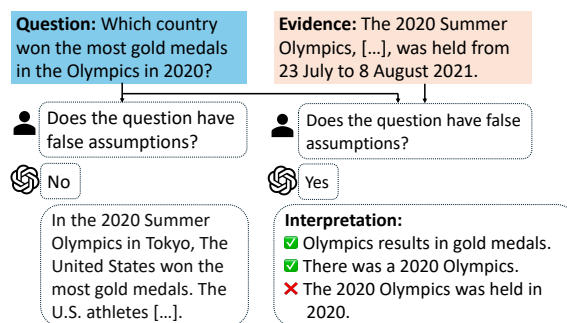 Question: Which country
won the most gold medals
in the Olympics in 2020?
Evidence: The 2020 Summer
Olympics, […], was held from
23 July to 8 August 2021.
Does the question have
false assumptions?
Does the question have false
assumptions?
No
Yes
In the 2020 Summer
Olympics in Tokyo, The
United States won the
most gold medals. The
U.S. athletes […].
Interpretation:
✅ Olympics results in gold medals.
✅ There was a 2020 Olympics.
❌ The 2020 Olympics was held in
2020.